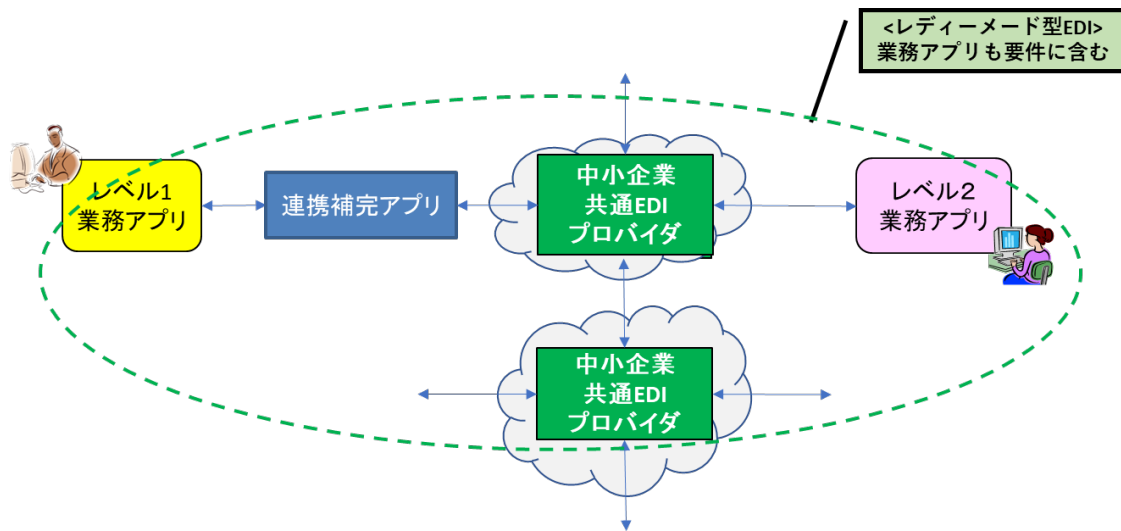 <レディーメード型EDI>
業務アプリも要件に含む
レベル1
業務アプリ
連携補完アプリ
中小企業
共通EDI
プロバイダ
レベル２
業務アプリ
中小企業
共通EDI
プロバイダ